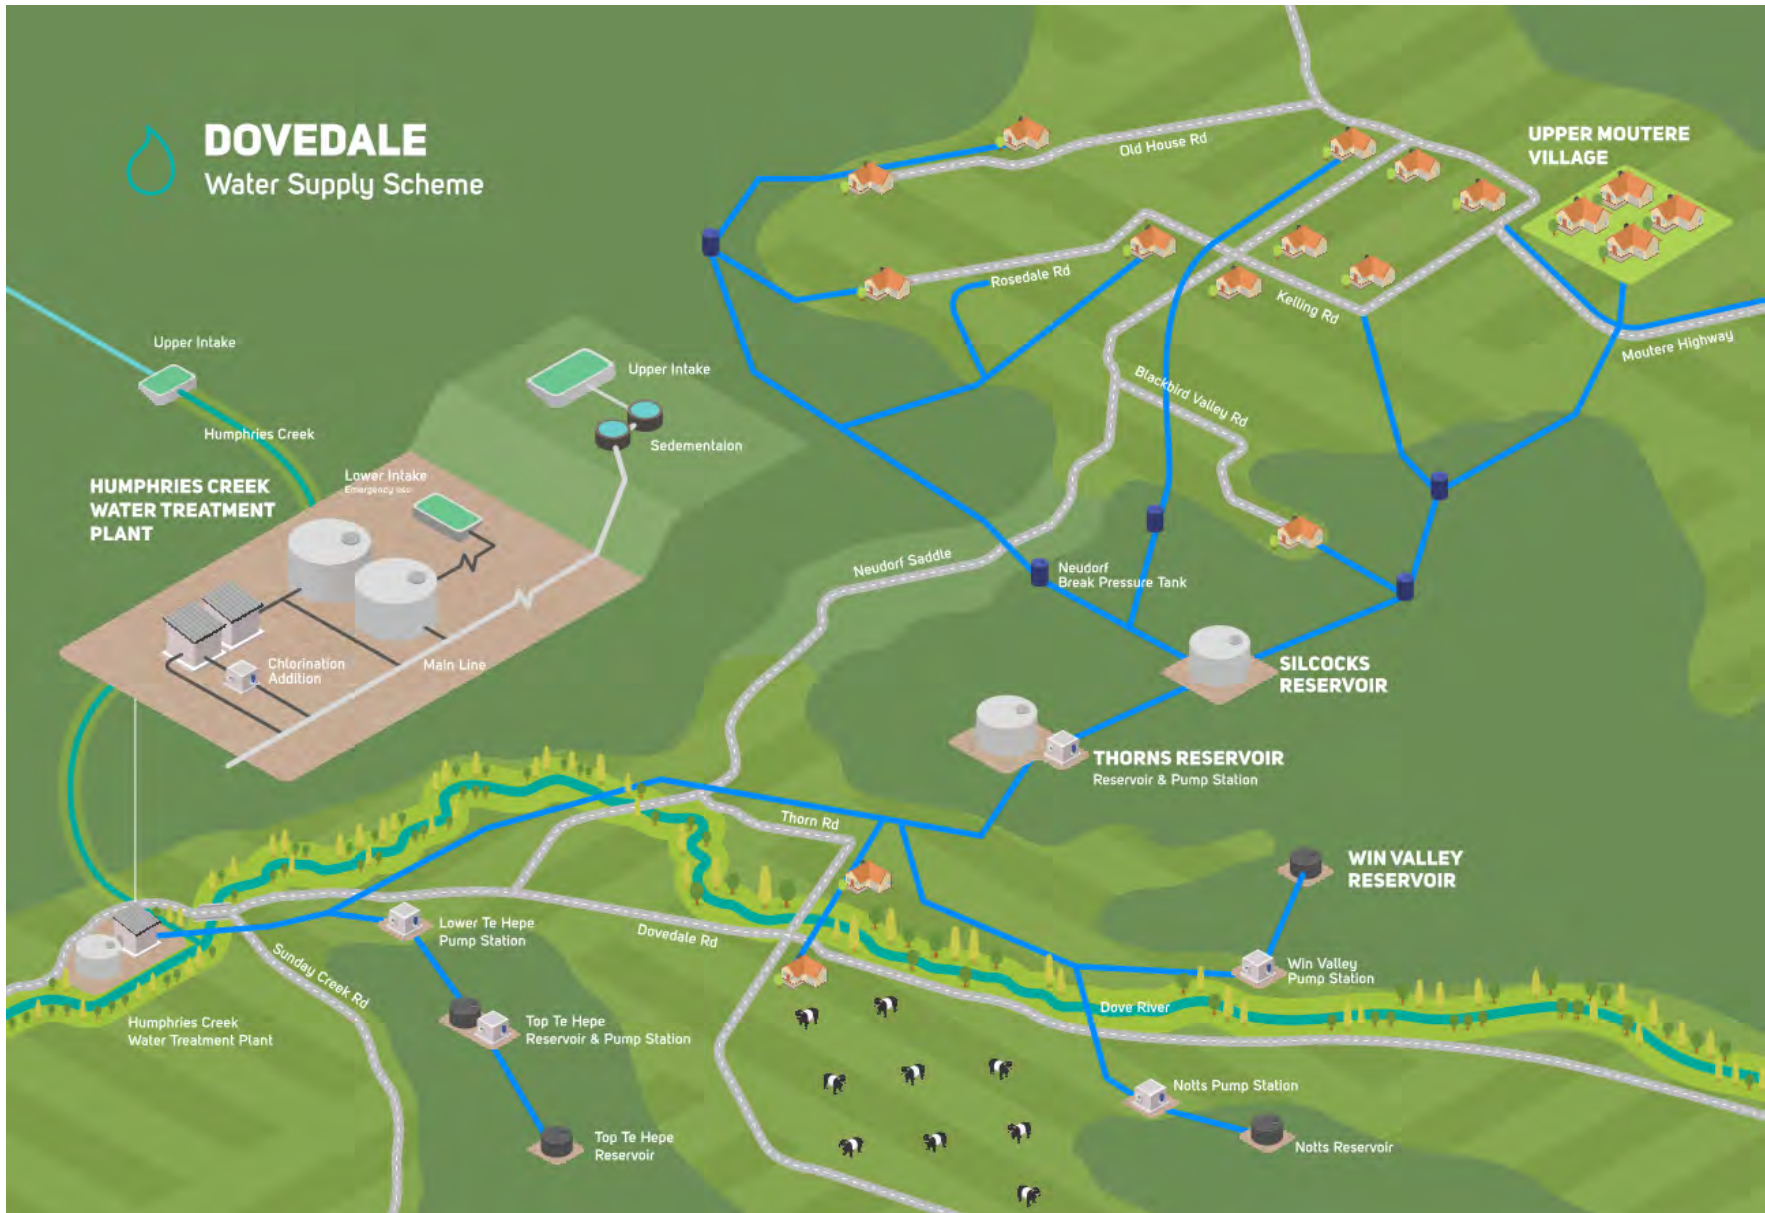 DOVEDALE
Water Supply Scheme
UPPER MOUTERE
VILLAGE
Old House Rd
Rosedale Rd
Kelling Rd
Moutere Highway
Blackbird Valley Rd
Upper Intake
Humphries Creek
Upper Intake
Sedementaion
Lower Intake
Emergency use
HUMPHRIES CREEK
WATER TREATMENT
PLANT
Chlorination
Addition
Main Line
Neudorf Saddle
Neudorf
Break Pressure Tank
SILCOCKS
RESERVOIR
THORNS RESERVOIR
Reservoir & Pump Station
Thorn Rd
WIN VALLEY
RESERVOIR
Lower Te Hepe
Pump Station
Dovedale Rd
Sunday Creek Rd
Win Valley
Pump Station
Dove River
Humphries Creek
Water Treatment Plant
Top Te Hepe
Reservoir & Pump Station
Notts Pump Station
Top Te Hepe
Reservoir
Notts Reservoir